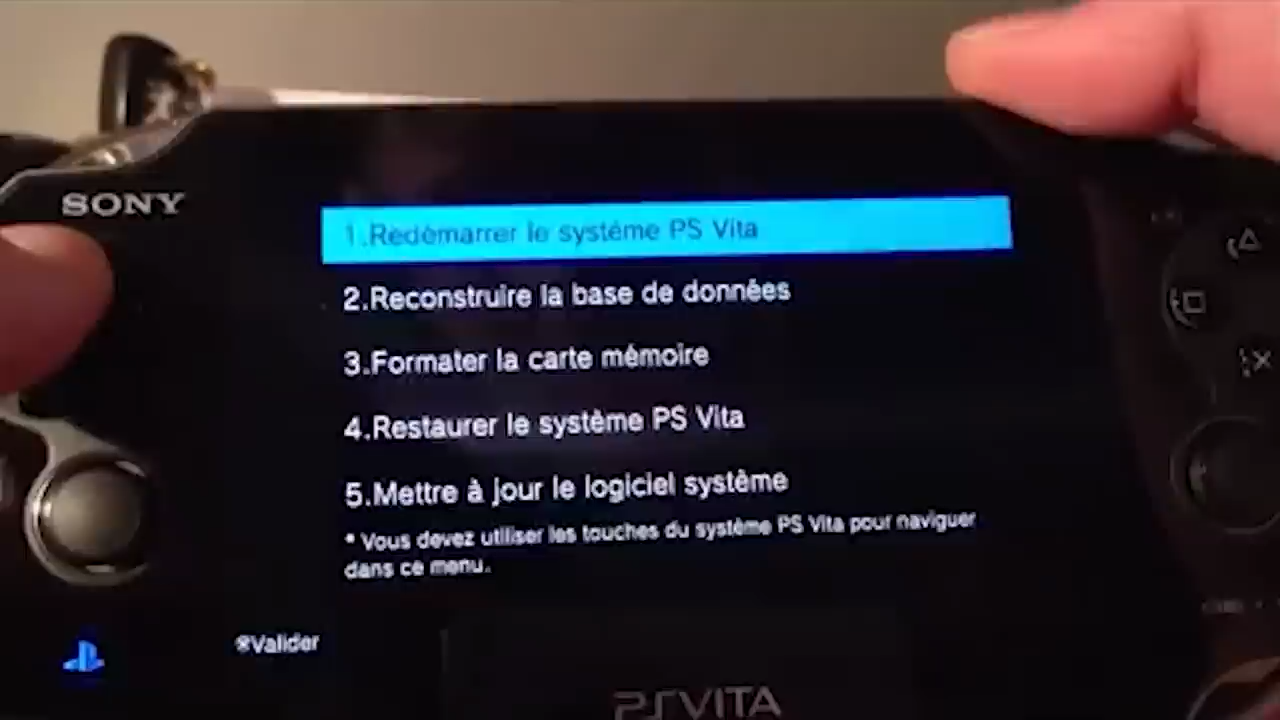 SONY
1.Redémarrer le système PS Vita
2.Reconstruire la base de données
3.Formater la carte mémoire
4.Restaurer le système PS Vita
5.Mettre à jour le logiciel système
* Vous devez utiliser les touches du système PS Vita pour naviguer
dans ce menu.
Valider
PSVITA